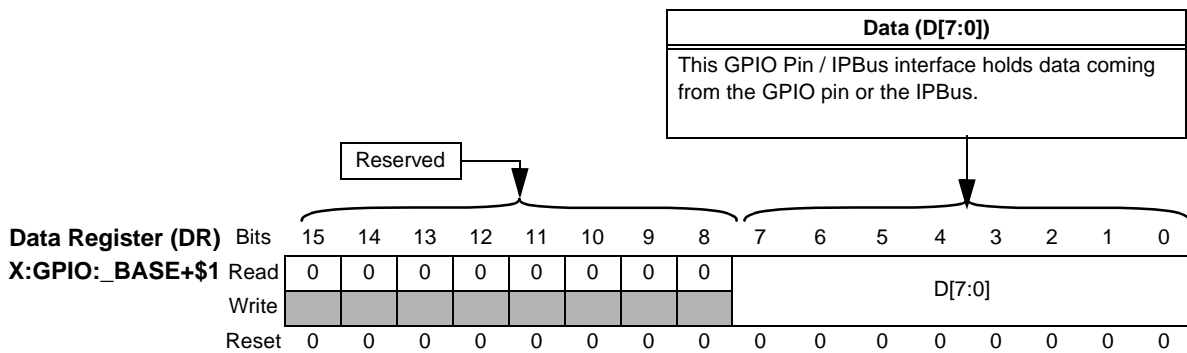 Data (D[7:0])
This GPIO Pin / IPBus interface holds data coming
from the GPIO pin or the IPBus.
Reserved
Data Register (DR) Bits 15 14 13 12 11 10 9 8 7 6 5 4 3 2 1 0
X:GPIO:_BASE+$1 Read 0 0 0 0 0 0 0 0 D[7:0]
Write
Reset 0 0 0 0 0 0 0 0 0 0 0 0 0 0 0 0